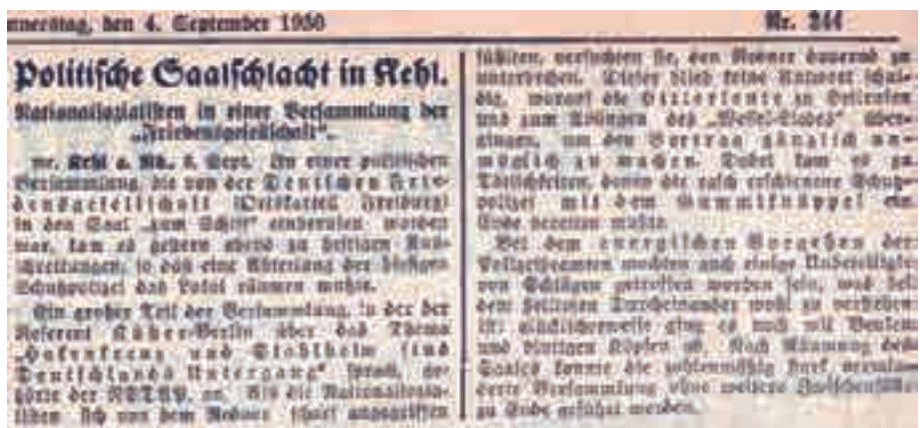 nnerstag, den 4. September 1930
Nr. 244
Politische Saalschlacht in Kehl.
Nationalsozialisten in einer Versammlung der
„Friedensgesellschaft“.
Kehl a. Rh., Sept. In einer politischen
Versammlung, die von der Deutschen Frie-
densgesellschaft (Ortskartell Freiburg)
in den Saal „zum Schiff“ einberufen worden
war, kam es gestern abend zu heftigen Aus-
schreitungen, so daß eine Abteilung der hiesigen
Schutzpolizei das Lokal räumen mußte.
Ein großer Teil der Versammlung, in der der
Referent Küster-Berlin über das Thema
„Hakenkreuz und Stahlhelm sind
Deutschlands Untergang“ sprach, ge-
hörte der NSDAP. an. Als die Nationalsozia-
listen sich von dem Redner scharf angegriffen
fühlten, versuchten sie, den Redner dauernd zu
unterbrechen. Dieser blieb keine Antwort schul-
dig, worauf die Hitlerleute zu Heilrufen
und zum Absingen des „Wessel-Liedes“ über-
gingen, um den Vortrag gänzlich un-
möglich zu machen. Dabei kam es zu
Tätlichkeiten, denen die rasch erschienene Schutz-
polizei mit dem Gummiknüppel ein
Ende bereiten mußte.
Bei dem energischen Vorgehen der
Polizeibeamten mochten auch einige Unbeteiligte
von Schlägen getroffen worden sein, was bei
dem heillosen Durcheinander wohl zu verstehen
ist; glücklicherweise ging es noch mit Beulen
und blutigen Köpfen ab. Nach Räumung des
Saales konnte die zahlenmäßig stark vermin-
derte Versammlung ohne weitere Zwischenfälle
zu Ende geführt werden.